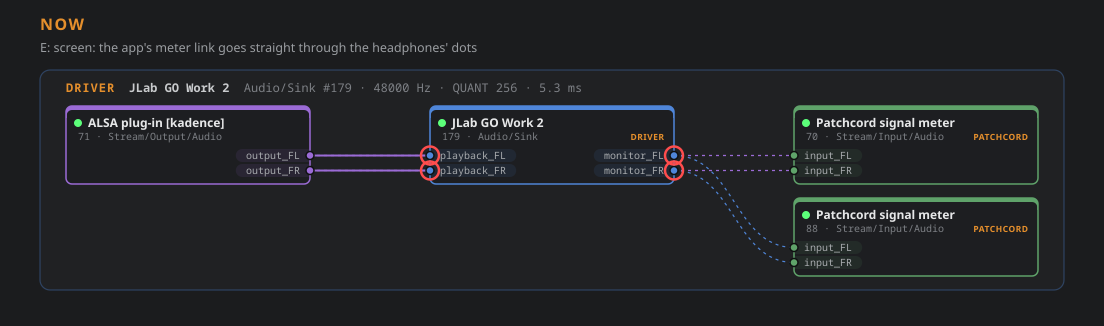 NOW
E: screen: the app's meter link goes straight through the headphones' dots
DRIVER JLab GO Work 2 Audio/Sink #179 · 48000 Hz · QUANT 256 · 5.3 ms
ALSA plug-in [kadence]
71 · Stream/Output/Audio
output_FL
output_FR
JLab GO Work 2
179 · Audio/Sink
DRIVER
playback_FL
monitor_FL
playback_FR
monitor_FR
Patchcord signal meter
70 · Stream/Input/Audio
PATCHCORD
input_FL
input_FR
Patchcord signal meter
88 · Stream/Input/Audio
PATCHCORD
input_FL
input_FR